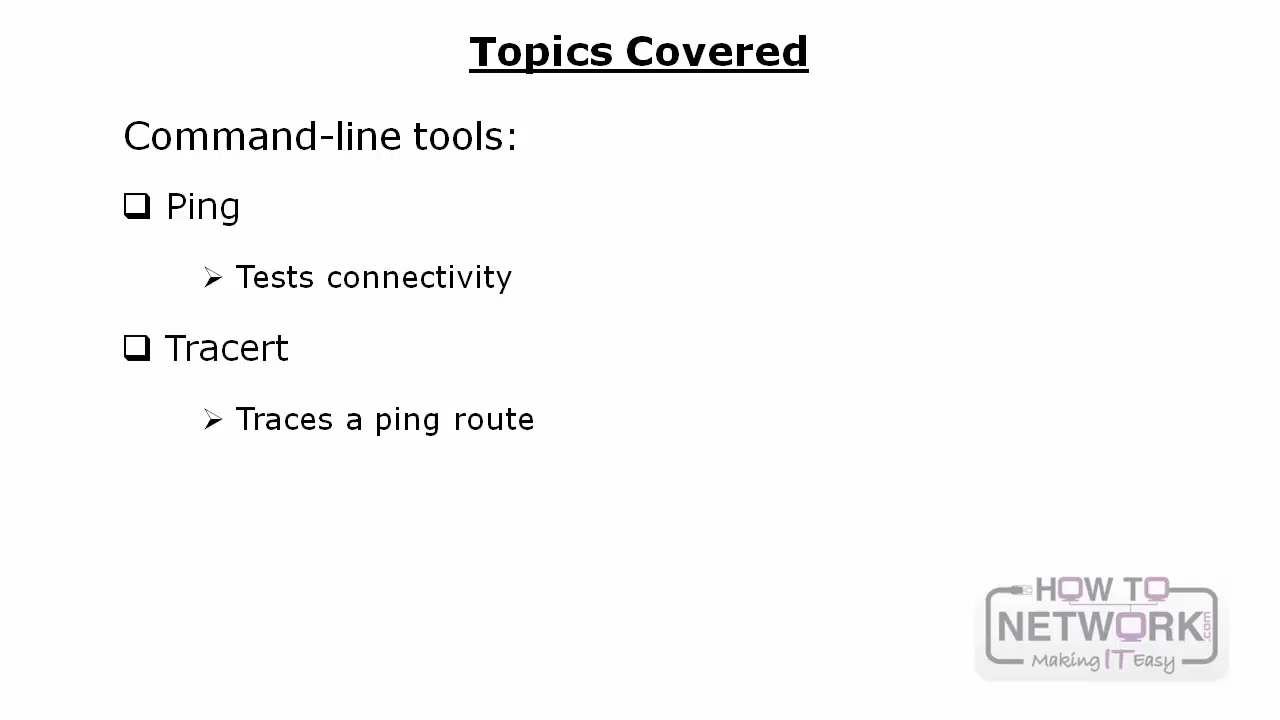 Topics Covered
Command-line tools:
Ping
Tests connectivity
Tracert
Traces a ping route
HOW TO
NETWORK.com
Making IT Easy